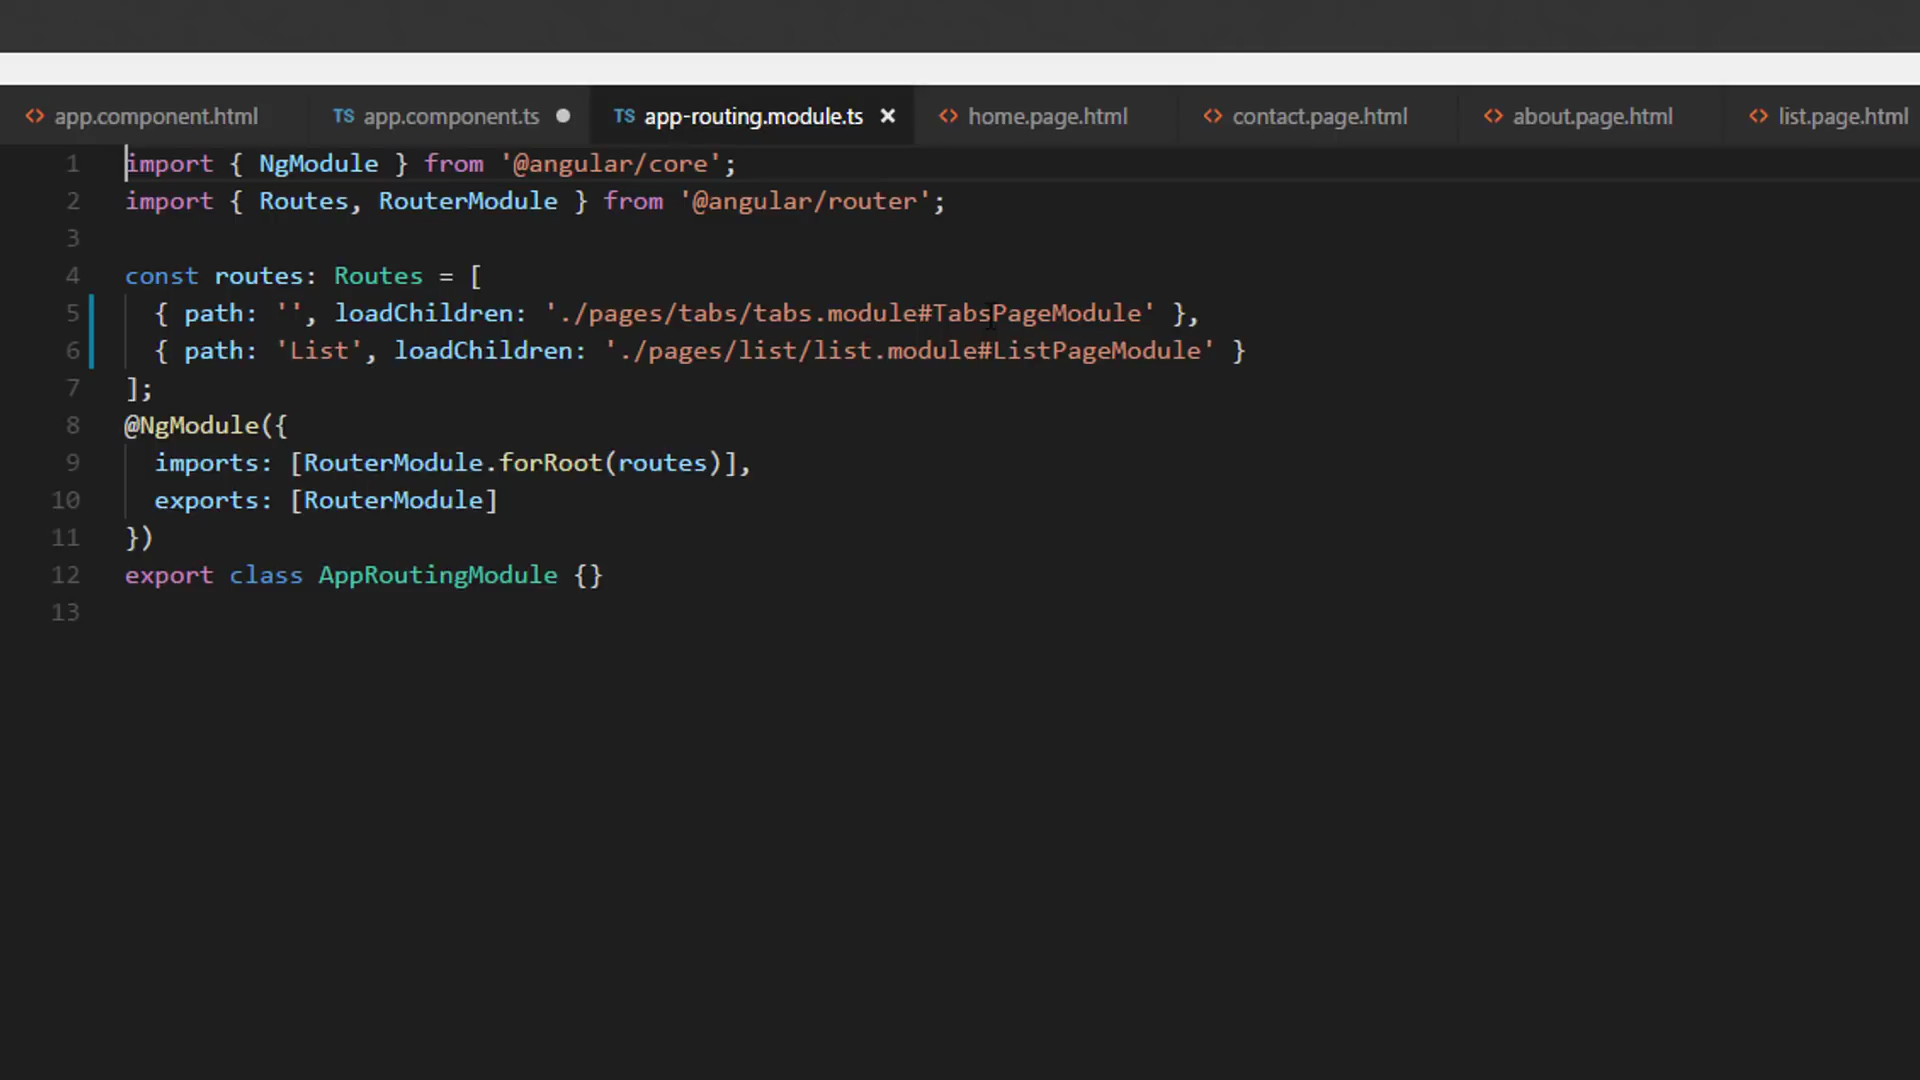 app.component.html TS app.component.ts TS app-routing.module.ts home.page.html contact.page.html about.page.html list.page.html
1 import { NgModule } from '@angular/core';
2 import { Routes, RouterModule } from '@angular/router';
3
4 const routes: Routes = [
5 { path: '', loadChildren: './pages/tabs/tabs.module#TabsPageModule' },
6 { path: 'List', loadChildren: './pages/list/list.module#ListPageModule' }
7 ];
8 @NgModule({
9 imports: [RouterModule.forRoot(routes)],
10 exports: [RouterModule]
11 })
12 export class AppRoutingModule {}
13